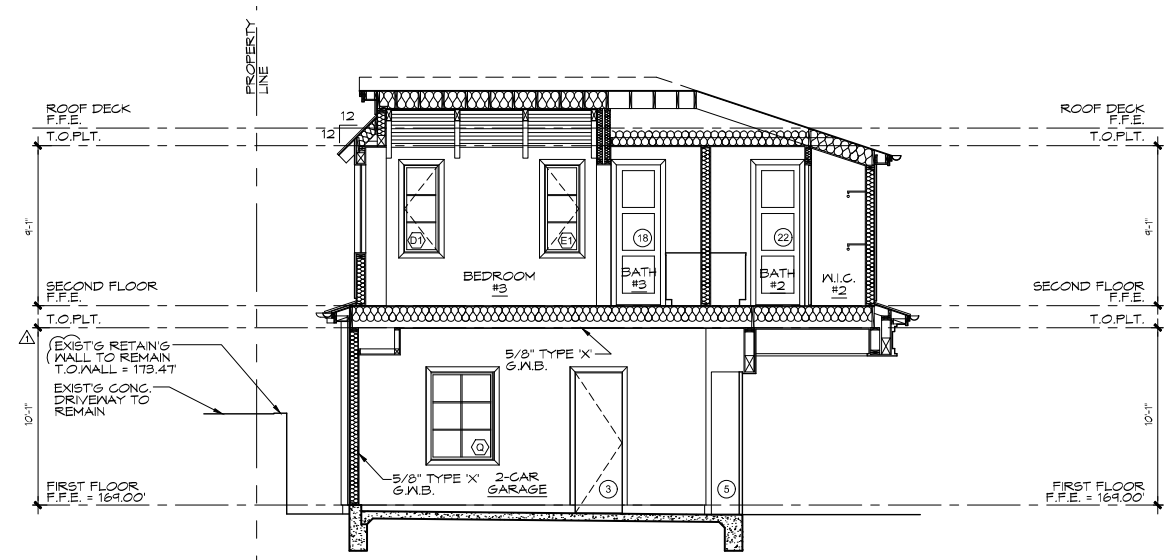 PROPERTY
LINE
ROOF DECK
F.F.E.
T.O.PLT.
12
12
ROOF DECK
F.F.E.
T.O.PLT.
9'-1"
9'-1"
D1
E1
18
22
BEDROOM
#3
BATH
#3
BATH
#2
W.I.C.
#2
SECOND FLOOR
F.F.E.
T.O.PLT.
SECOND FLOOR
F.F.E.
T.O.PLT.
1
EXIST'G RETAIN'G
WALL TO REMAIN
T.O.WALL = 173.47'
EXIST'G CONC.
DRIVEWAY TO
REMAIN
5/8" TYPE 'X'
G.W.B.
10'-1"
10'-1"
Q
5/8" TYPE 'X'
G.W.B.
2-CAR
GARAGE
3
5
FIRST FLOOR
F.F.E. = 169.00'
FIRST FLOOR
F.F.E. = 169.00'